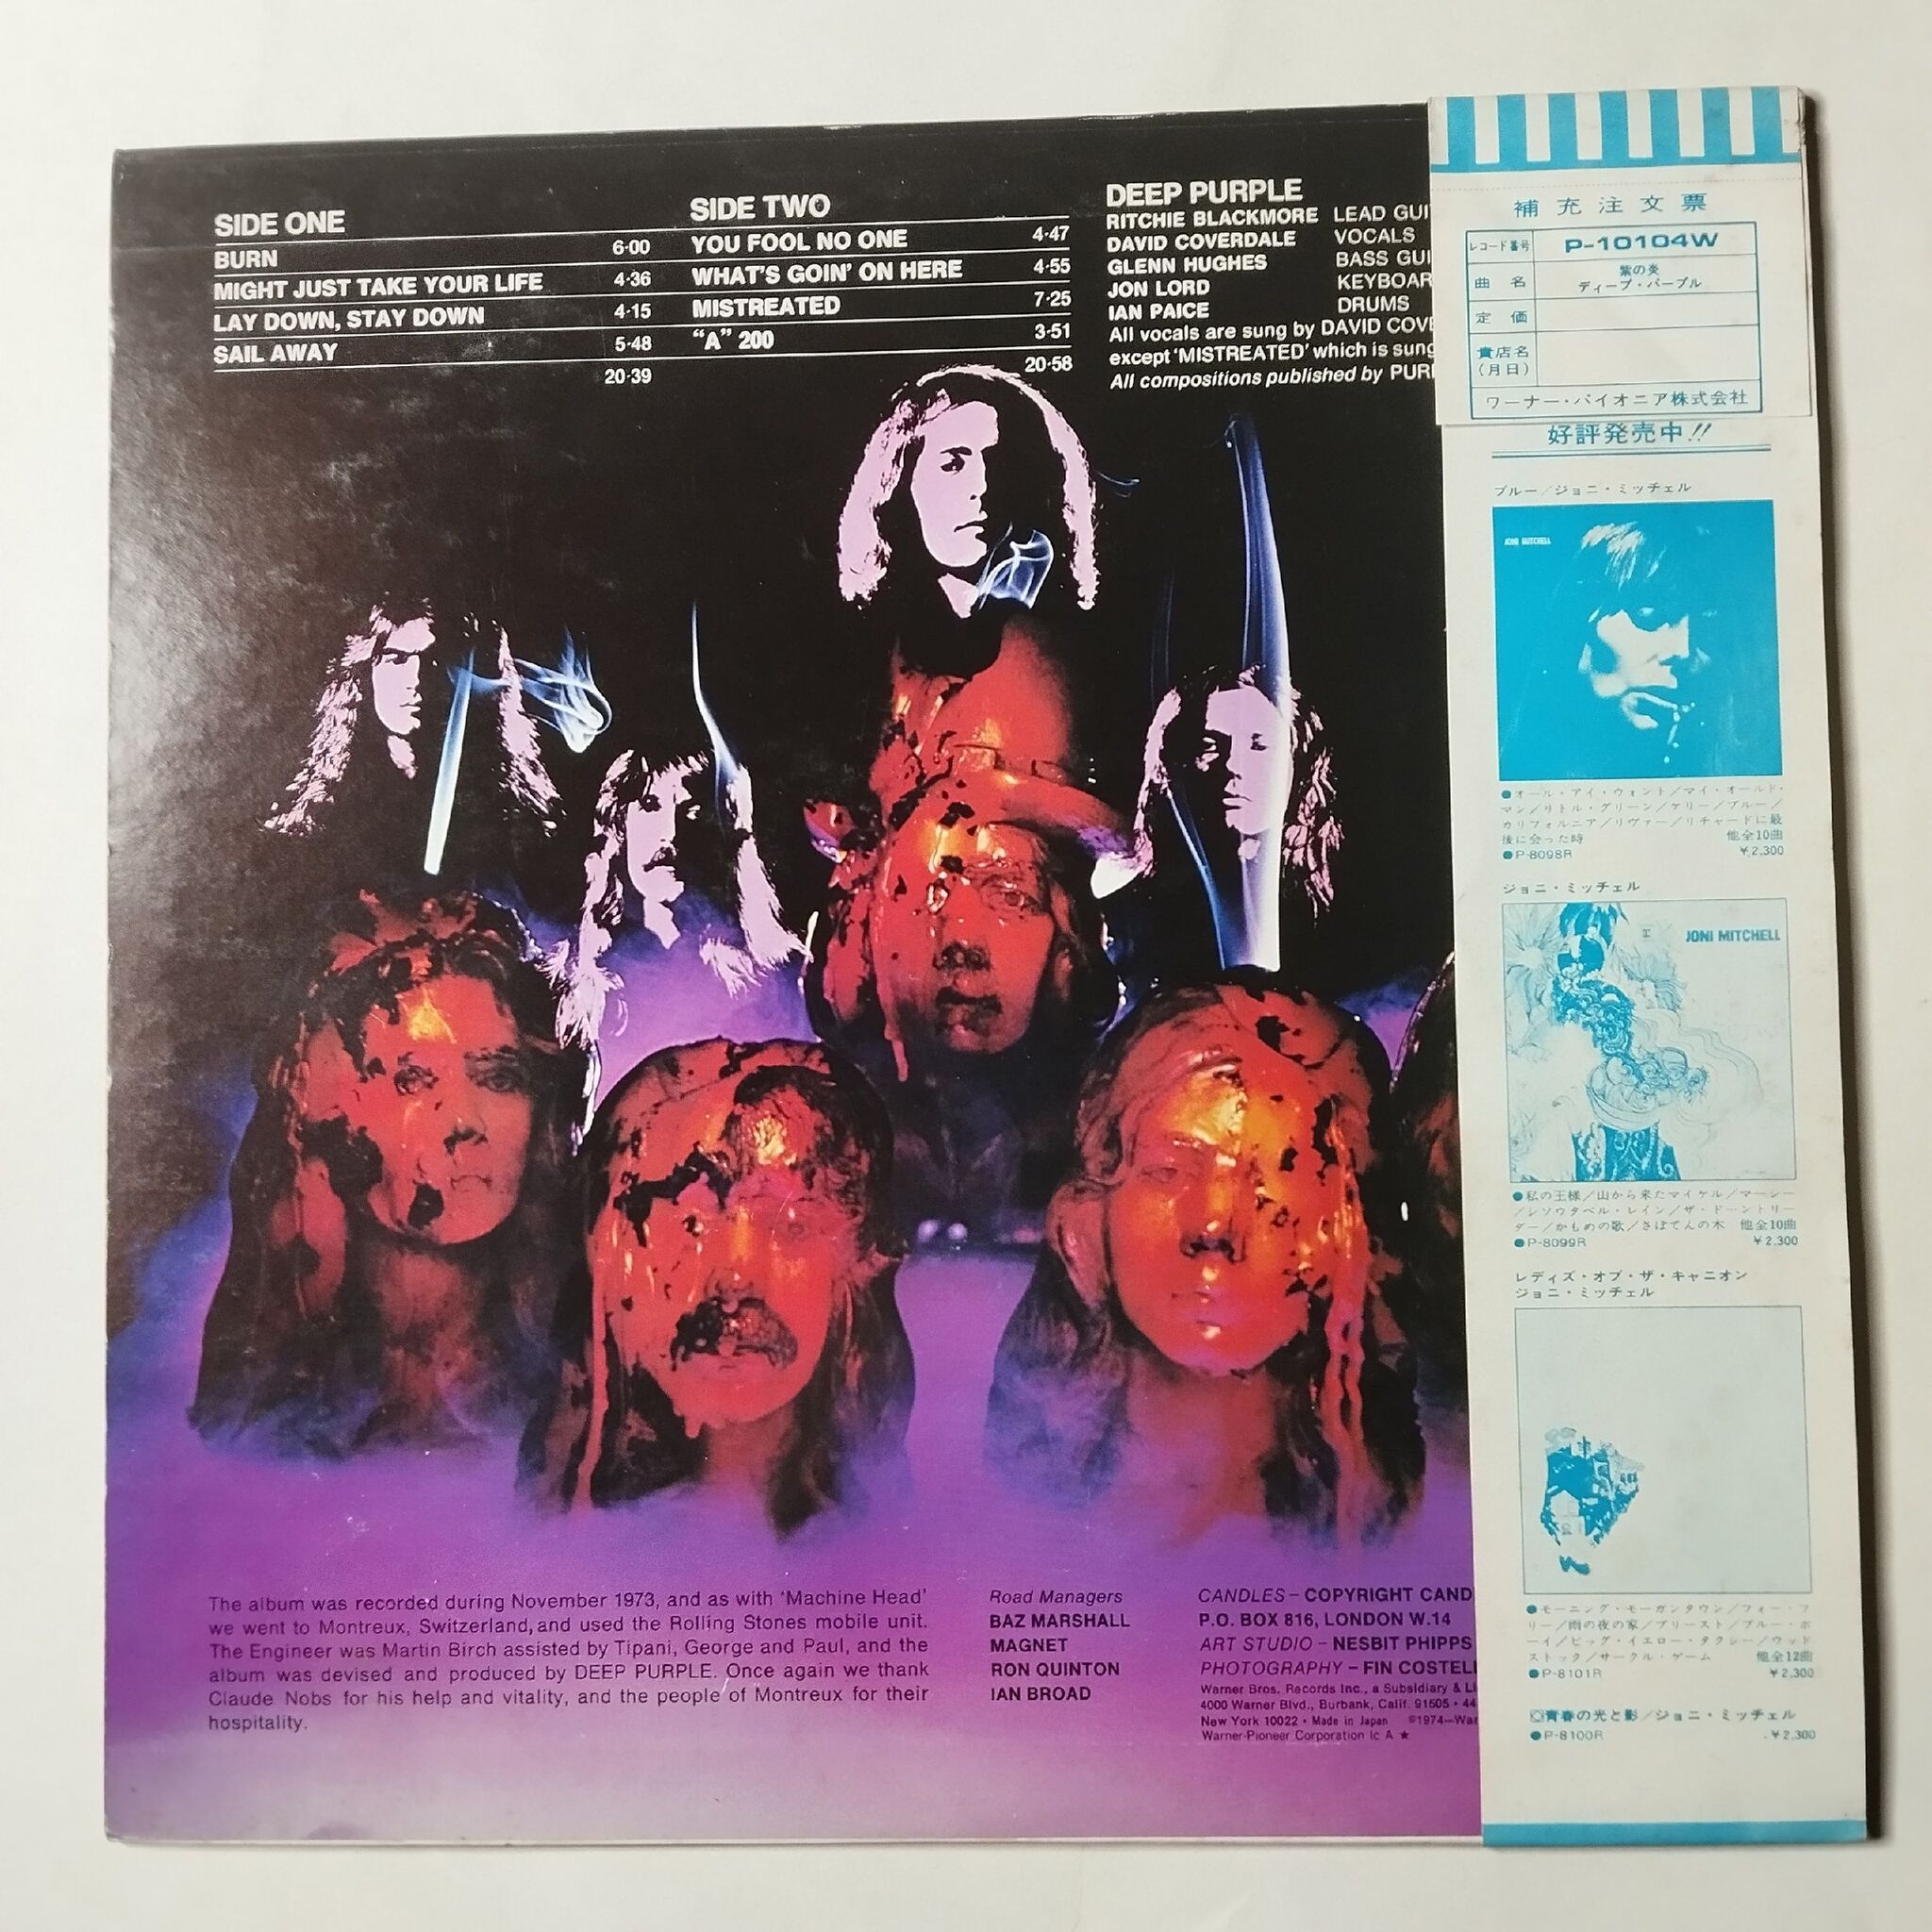 SIDE ONE
BURN 6·00
MIGHT JUST TAKE YOUR LIFE 4·36
LAY DOWN, STAY DOWN 4·15
SAIL AWAY 5·48
20·39
SIDE TWO
YOU FOOL NO ONE 4·47
WHAT'S GOIN' ON HERE 4·55
MISTREATED 7·25
“A” 200 3·51
20·58
DEEP PURPLE
RITCHIE BLACKMORE LEAD GUI
DAVID COVERDALE VOCALS
GLENN HUGHES BASS GUI
JON LORD KEYBOAR
IAN PAICE DRUMS
All vocals are sung by DAVID COVE
except ‘MISTREATED’ which is sung
All compositions published by PURP
The album was recorded during November 1973, and as with ‘Machine Head’
we went to Montreux, Switzerland, and used the Rolling Stones mobile unit.
The Engineer was Martin Birch assisted by Tipani, George and Paul, and the
album was devised and produced by DEEP PURPLE. Once again we thank
Claude Nobs for his help and vitality, and the people of Montreux for their
hospitality.
Road Managers
BAZ MARSHALL
MAGNET
RON QUINTON
IAN BROAD
CANDLES – COPYRIGHT CAND
P.O. BOX 816, LONDON W.14
ART STUDIO – NESBIT PHIPPS
PHOTOGRAPHY – FIN COSTELL
Warner Bros. Records Inc., a Subsidiary & Li
4000 Warner Blvd., Burbank, Calif. 91505 • 44
New York 10022 • Made in Japan ©1974—War
Warner-Pioneer Corporation Ic A ★
補充注文票
レコード番号 P-10104W
曲名 紫の炎
ディープ・パープル
定価
貴店名
(月日)
ワーナー・パイオニア株式会社
好評発売中!!
ブルー/ジョニ・ミッチェル
JONI MITCHELL
●オール・アイ・ウォント/マイ・オールド・
マン/リトル・グリーン/ケリー/ブルー/
カリフォルニア/リヴァー/リチャードに最
後に会った時 他全10曲
●P-8098R ¥2,300
ジョニ・ミッチェル
JONI MITCHELL
●私の王様/山から来たマイケル/マーシー
/シソウタベル・レイン/ザ・ドーントリー
ダー/かもめの歌/さぼてんの木 他全10曲
●P-8099R ¥2,300
レディズ・オブ・ザ・キャニオン
ジョニ・ミッチェル
●モーニング・モーガンタウン/フォー・フ
リー/雨の夜の家/プリースト/ブルー・ボ
ーイ/ビッグ・イエロー・タクシー/ウッド
ストック/サークル・ゲーム 他全12曲
●P-8101R ¥2,300
◎青春の光と影/ジョニ・ミッチェル
●P-8100R ¥2,300